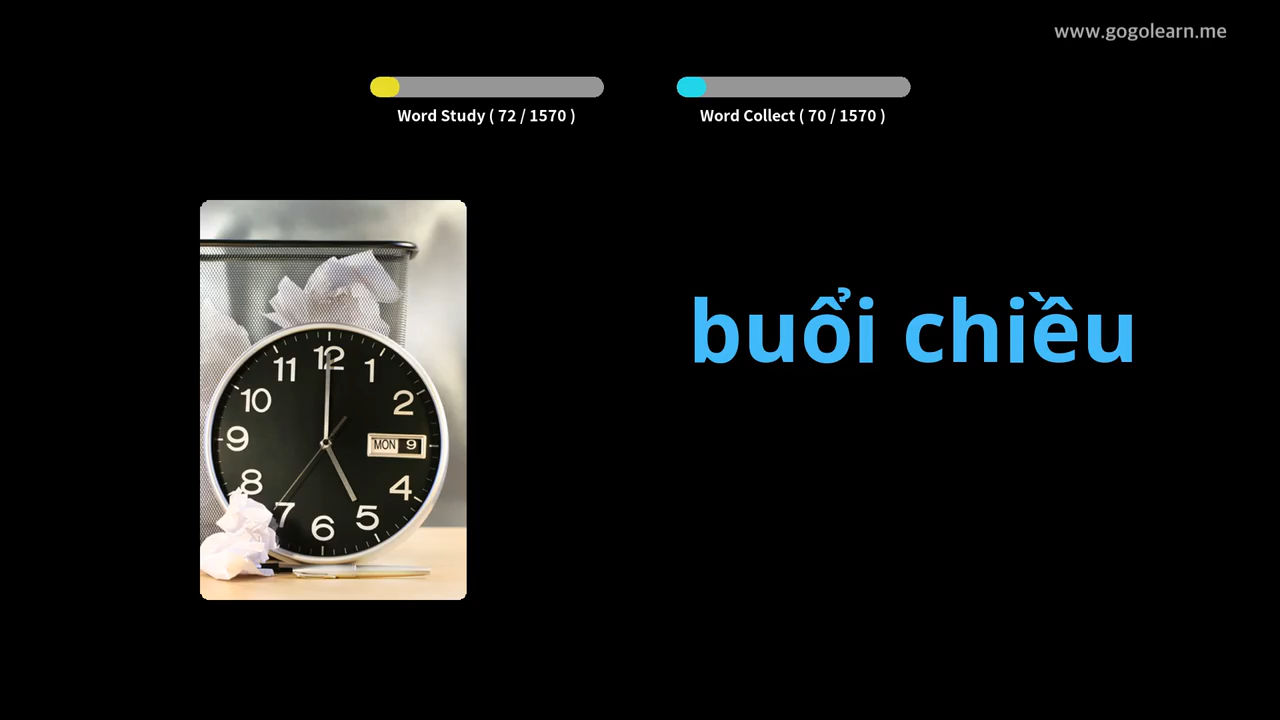 www.gogolearn.me
Word Study ( 72 / 1570 )
Word Collect ( 70 / 1570 )
buổi chiều
12
11
1
10
2
9
MON 9
8
4
7
5
6